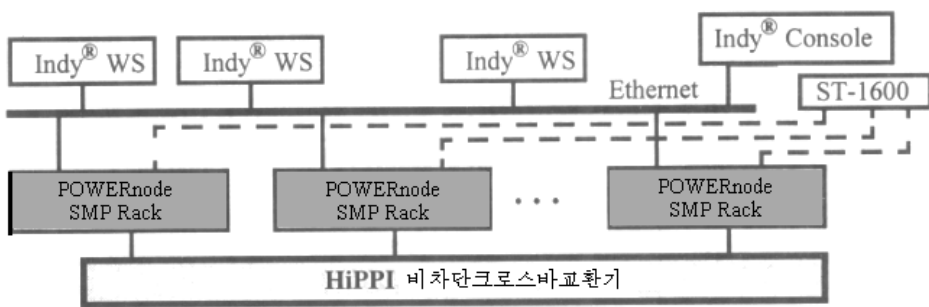 Indy® WS
Indy® WS
Indy® WS
Indy® Console
Ethernet
ST-1600
POWERnode
SMP Rack
POWERnode
SMP Rack
...
POWERnode
SMP Rack
HiPPI 비차단크로스바교환기